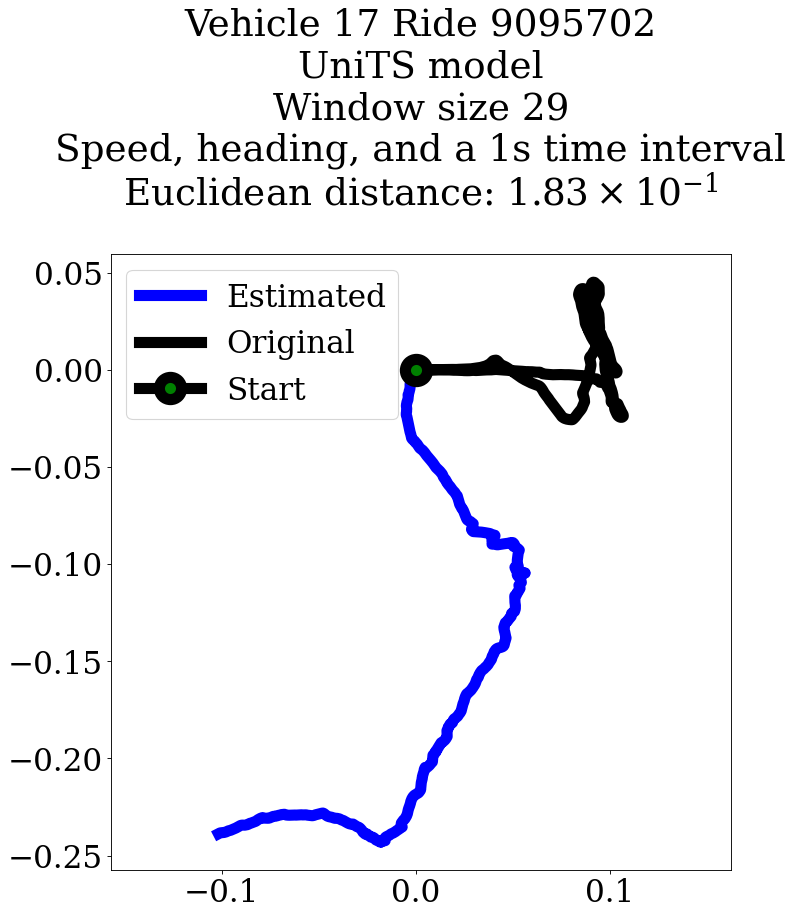 Vehicle 17 Ride 9095702
UniTS model
Window size 29
Speed, heading, and a 1s time interval
Euclidean distance: 1.83 × 10⁻¹
Estimated
Original
Start
0.05
0.00
−0.05
−0.10
−0.15
−0.20
−0.25
−0.1
0.0
0.1